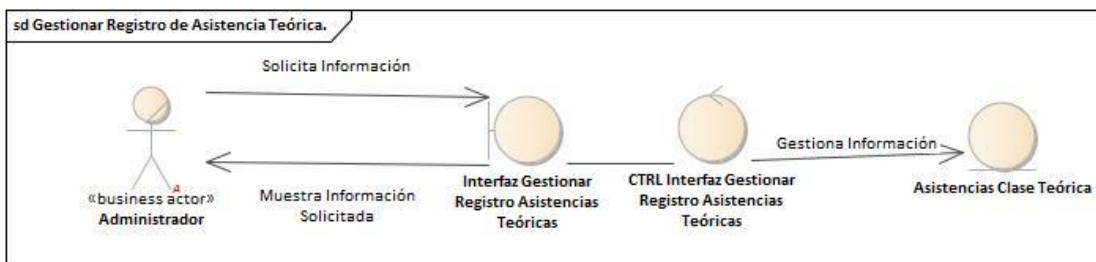 sd Gestionar Registro de Asistencia Teórica.
Solicita Información
Gestiona Información
Muestra Información
Solicitada
«business actor»
Administrador
A
Interfaz Gestionar
Registro Asistencias
Teóricas
CTRL Interfaz Gestionar
Registro Asistencias
Teóricas
Asistencias Clase Teórica